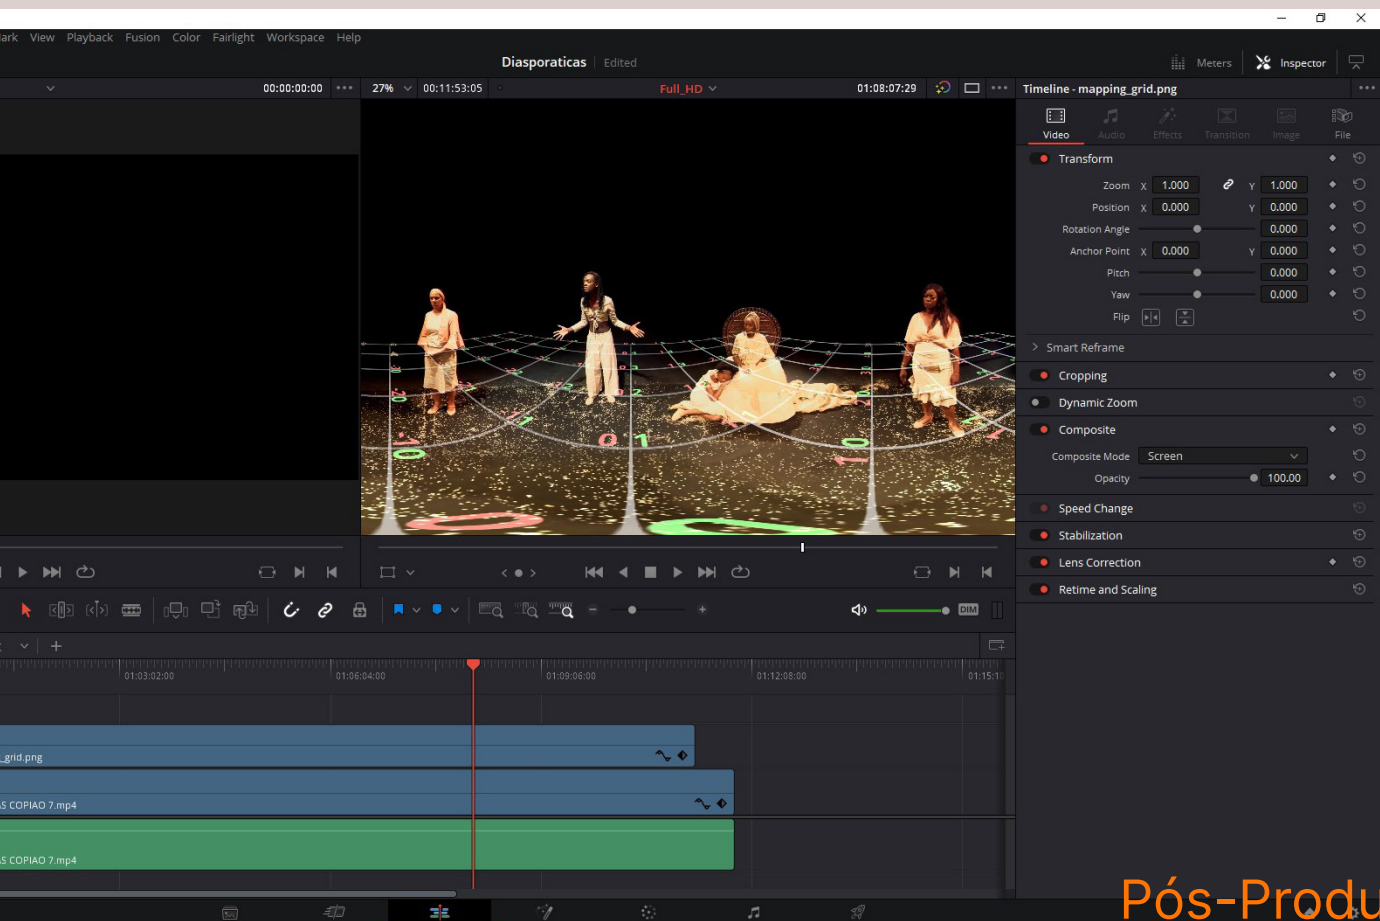 ark View Playback Fusion Color Fairlight Workspace Help
Diasporaticas Edited
Meters Inspector
00:00:00:00 27% 00:11:53:05 Full_HD 01:08:07:29 Timeline - mapping_grid.png
Video Audio Effects Transition Image File
Transform
Zoom X 1.000 Y 1.000
Position X 0.000 Y 0.000
Rotation Angle 0.000
Anchor Point X 0.000 Y 0.000
Pitch 0.000
Yaw 0.000
Flip
Smart Reframe
Cropping
Dynamic Zoom
Composite
Composite Mode Screen
Opacity 100.00
Speed Change
Stabilization
Lens Correction
Retime and Scaling
DIM
01:03:02:00 01:06:04:00 01:09:06:00 01:12:08:00 01:15:10
_grid.png
AS COPIAO 7.mp4
AS COPIAO 7.mp4
Pós-Produ